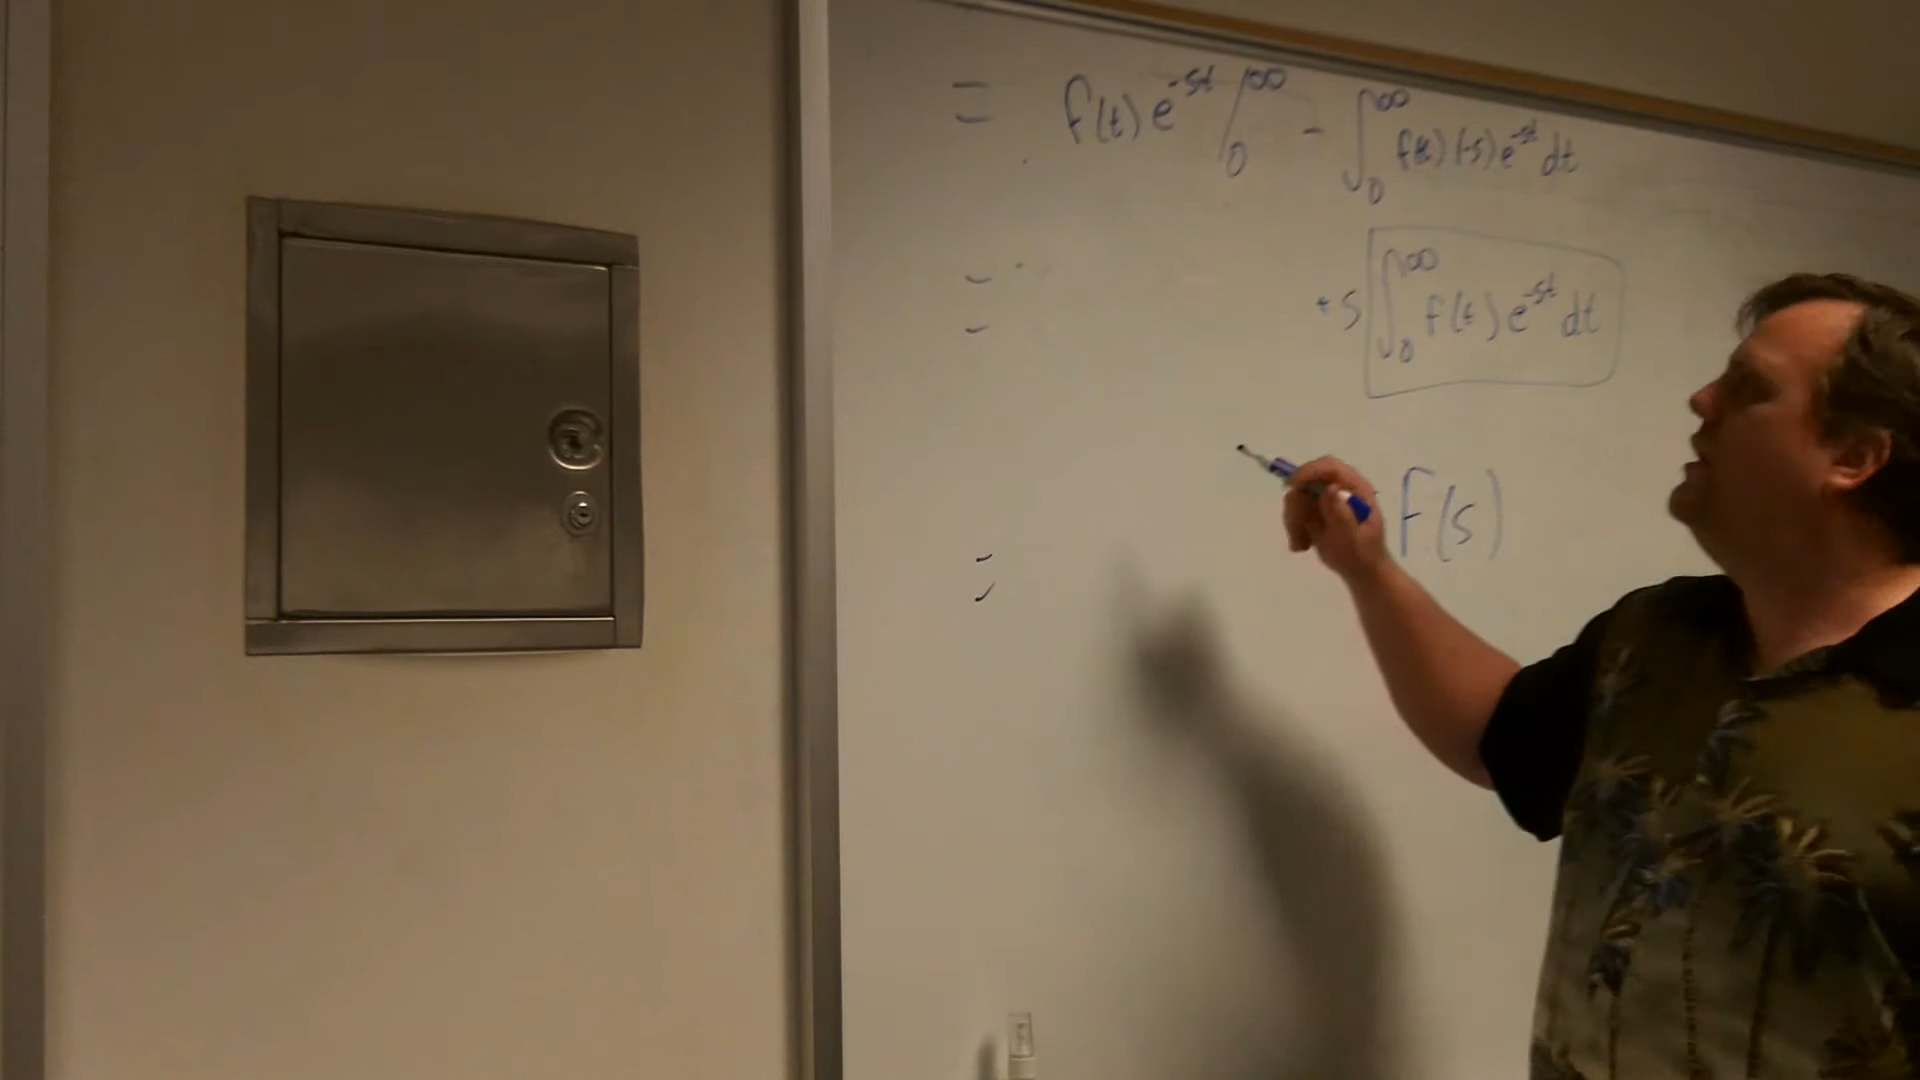 = f(t) e^-st |_0^∞ - ∫_0^∞ f(t) (-s) e^-st dt
= + s ∫_0^∞ f(t) e^-st dt
= F(s)